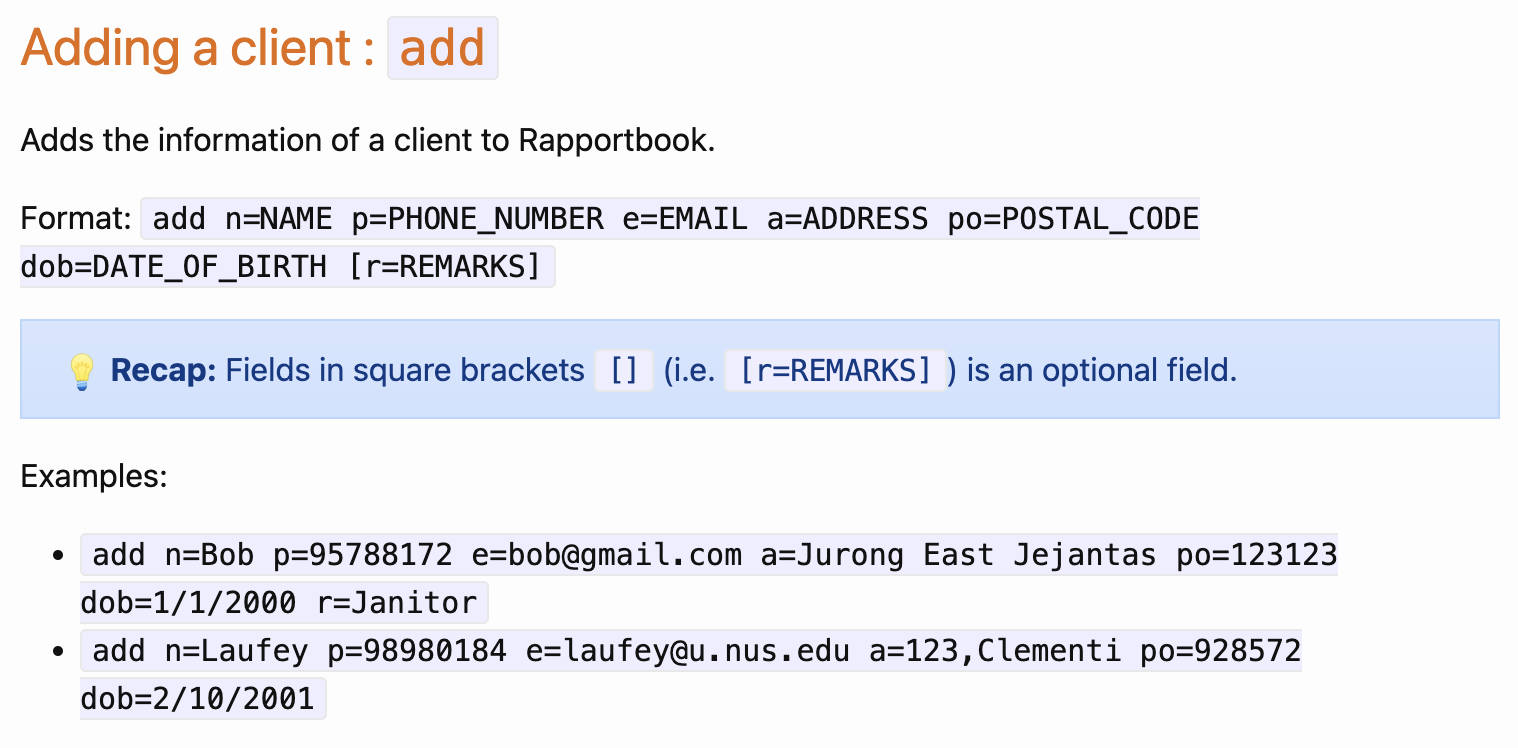 Adding a client : add
Adds the information of a client to Rapportbook.
Format: add n=NAME p=PHONE_NUMBER e=EMAIL a=ADDRESS po=POSTAL_CODE
dob=DATE_OF_BIRTH [r=REMARKS]
💡 Recap: Fields in square brackets [] (i.e. [r=REMARKS]) is an optional field.
Examples:
• add n=Bob p=95788172 e=bob@gmail.com a=Jurong East Jejantas po=123123
dob=1/1/2000 r=Janitor
• add n=Laufey p=98980184 e=laufey@u.nus.edu a=123,Clementi po=928572
dob=2/10/2001